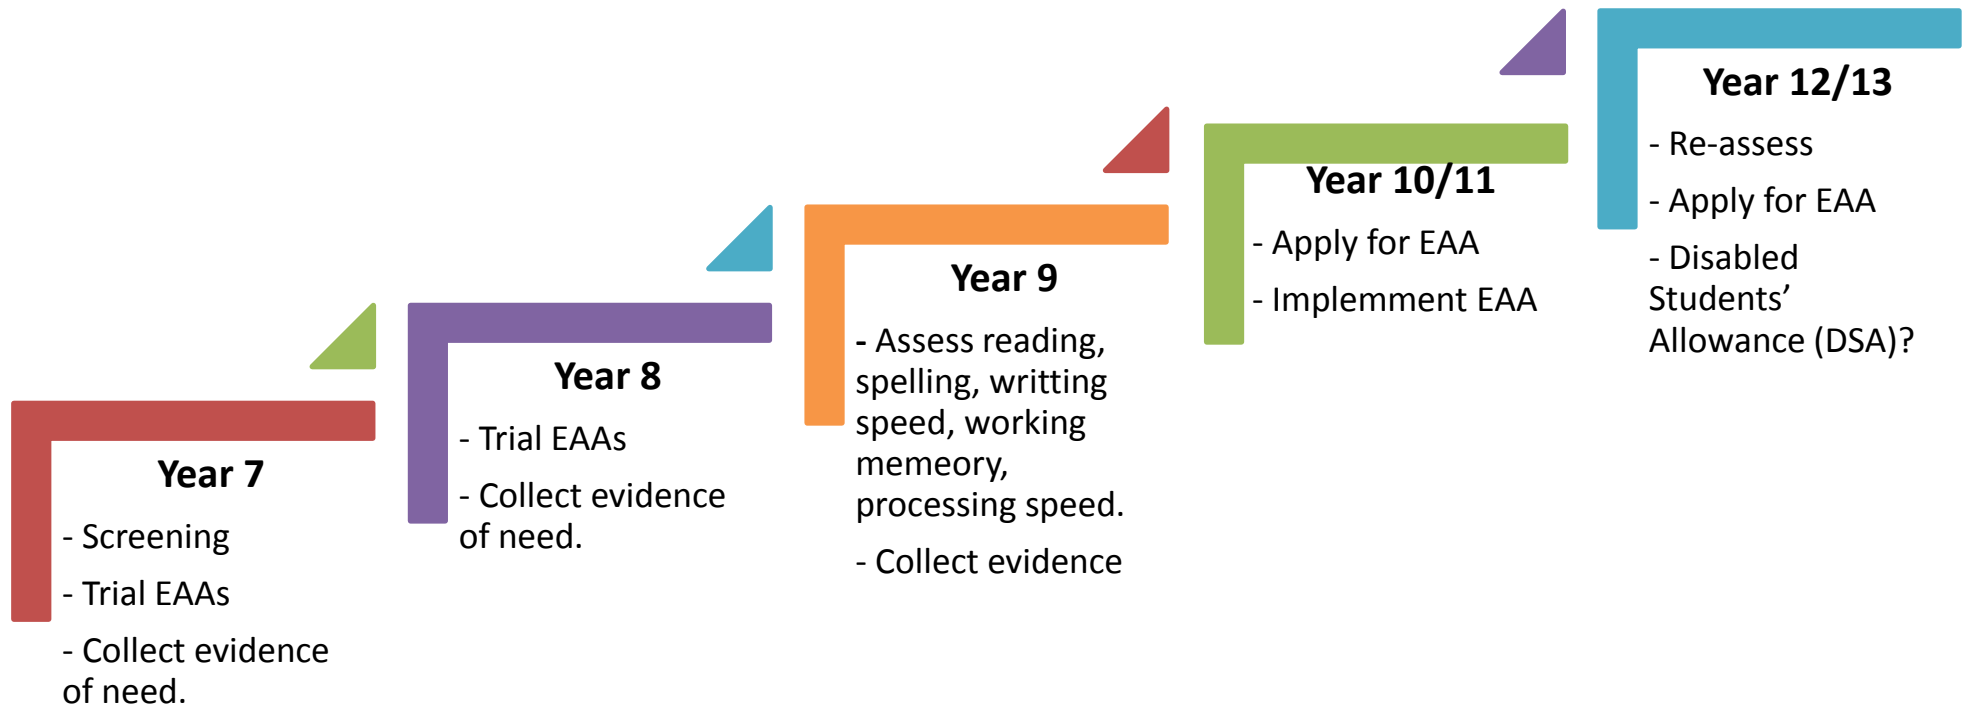 Year 7
- Screening
- Trial EAAs
- Collect evidence
of need.
Year 8
- Trial EAAs
- Collect evidence
of need.
Year 9
- Assess reading,
spelling, writting
speed, working
memeory,
processing speed.
- Collect evidence
Year 10/11
- Apply for EAA
- Implemment EAA
Year 12/13
- Re-assess
- Apply for EAA
- Disabled
Students’
Allowance (DSA)?